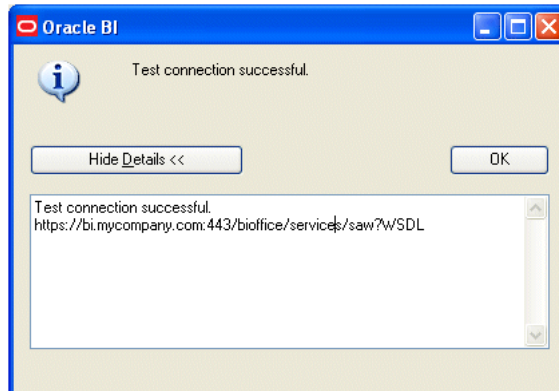 Oracle BI
Test connection successful.
Hide Details <<
OK
Test connection successful.
https://bi.mycompany.com:443/bioffice/services/saw?WSDL